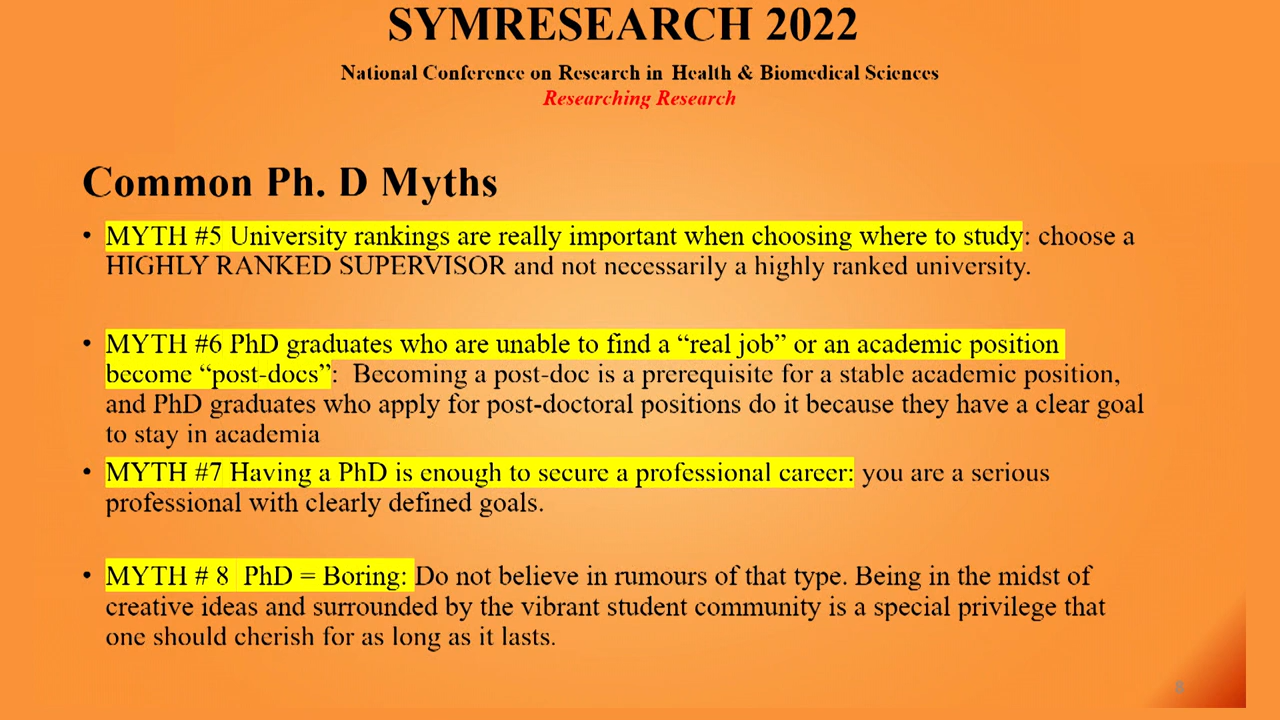 SYMRESEARCH 2022
National Conference on Research in Health & Biomedical Sciences
Researching Research
Common Ph. D Myths
• MYTH #5 University rankings are really important when choosing where to study: choose a
HIGHLY RANKED SUPERVISOR and not necessarily a highly ranked university.
• MYTH #6 PhD graduates who are unable to find a “real job” or an academic position
become “post-docs”: Becoming a post-doc is a prerequisite for a stable academic position,
and PhD graduates who apply for post-doctoral positions do it because they have a clear goal
to stay in academia
• MYTH #7 Having a PhD is enough to secure a professional career: you are a serious
professional with clearly defined goals.
• MYTH # 8 PhD = Boring: Do not believe in rumours of that type. Being in the midst of
creative ideas and surrounded by the vibrant student community is a special privilege that
one should cherish for as long as it lasts.
8